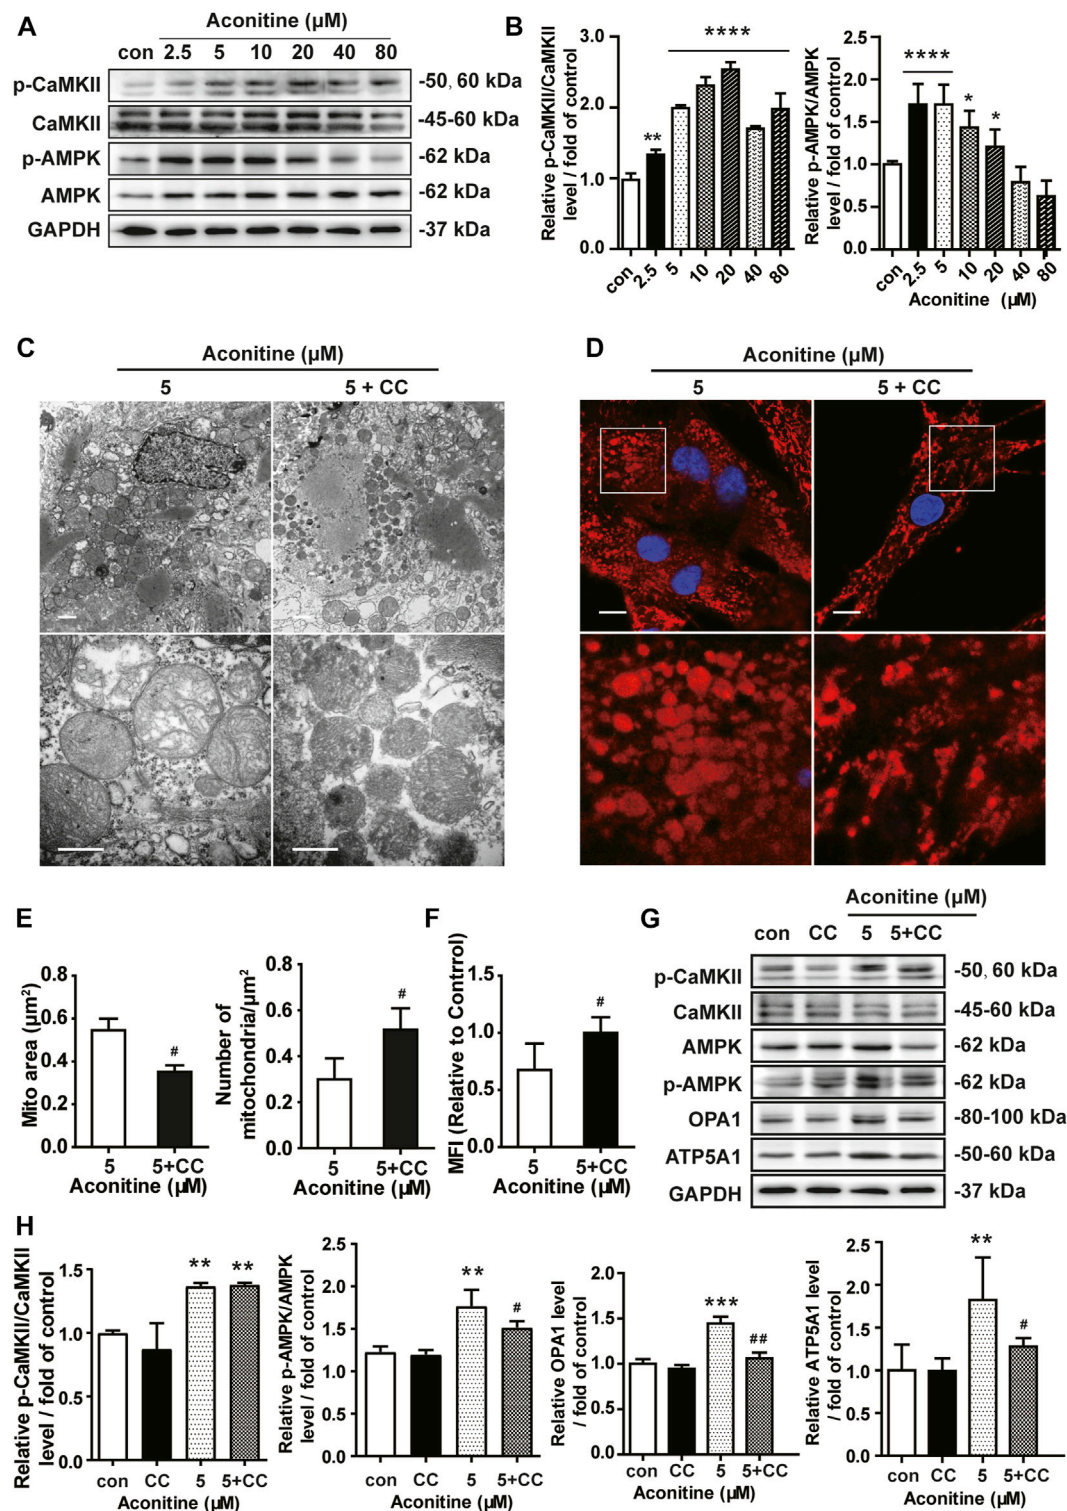 A
Aconitine (µM)
con 2.5 5 10 20 40 80
p-CaMKII -50, 60 kDa
CaMKII -45-60 kDa
p-AMPK -62 kDa
AMPK -62 kDa
GAPDH -37 kDa
B
Relative p-CaMKII/CaMKII
level / fold of control
3.0
2.0
1.0
0.0
**
****
con 2.5 5 10 20 40 80
Relative p-AMPK/AMPK
level / fold of control
2.5
2.0
1.5
1.0
0.5
0.0
****
*
*
con 2.5 5 10 20 40 80
Aconitine (µM)
C
Aconitine (µM)
5 5 + CC
D
Aconitine (µM)
5 5 + CC
E
Mito area (µm²)
0.8
0.6
0.4
0.2
0.0
#
5 5+CC
Aconitine (µM)
Number of
mitochondria/µm²
0.8
0.6
0.4
0.2
0.0
#
5 5+CC
Aconitine (µM)
F
MFI (Relative to Contrrol)
1.5
1.0
0.5
0.0
#
5 5+CC
Aconitine (µM)
G
Aconitine (µM)
con CC 5 5+CC
p-CaMKII -50, 60 kDa
CaMKII -45-60 kDa
AMPK -62 kDa
p-AMPK -62 kDa
OPA1 -80-100 kDa
ATP5A1 -50-60 kDa
GAPDH -37 kDa
H
Relative p-CaMKII/CaMKII
level / fold of control
1.5
1.0
0.5
0.0
** **
con CC 5 5+CC
Aconitine (µM)
Relative p-AMPK/AMPK
level / fold of control
2.5
2.0
1.5
1.0
0.5
0.0
**
#
con CC 5 5+CC
Aconitine (µM)
Relative OPA1 level
/ fold of control
2.0
1.5
1.0
0.5
0.0
***
##
con CC 5 5+CC
Aconitine (µM)
Relative ATP5A1 level
/ fold of control
2.5
2.0
1.5
1.0
0.5
0.0
**
#
con CC 5 5+CC
Aconitine (µM)